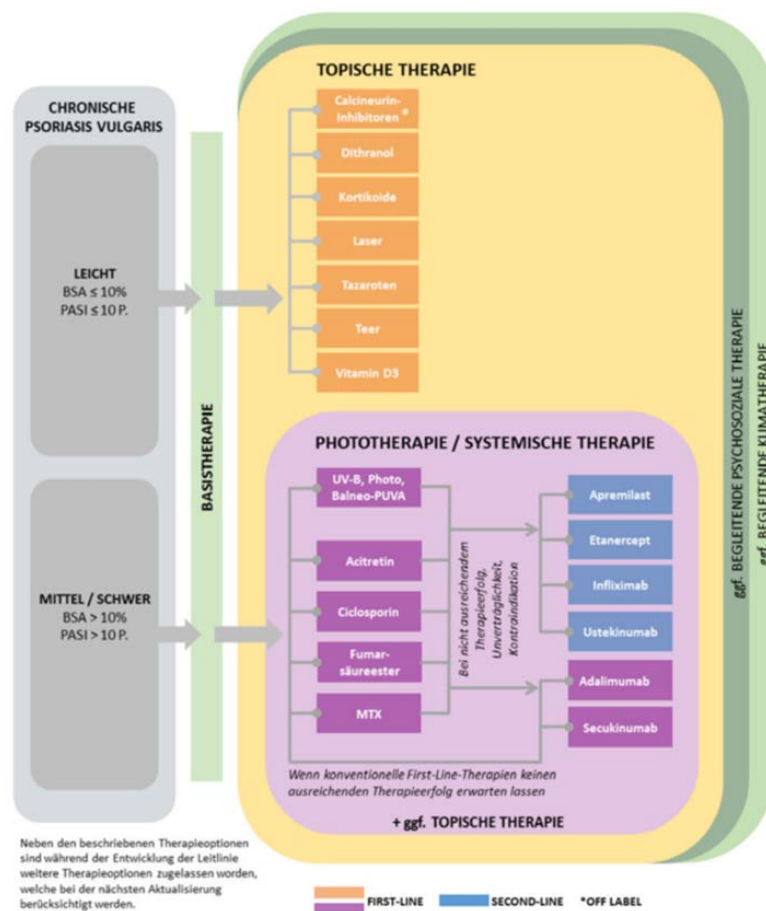 TOPISCHE THERAPIE
CHRONISCHE
PSORIASIS VULGARIS
LEICHT
BSA ≤ 10%
PASI ≤ 10 P.
MITTEL / SCHWER
BSA > 10%
PASI > 10 P.
BASISTHERAPIE
Calcineurin-
Inhibitoren *
Dithranol
Kortikoide
Laser
Tazaroten
Teer
Vitamin D3
PHOTOTHERAPIE / SYSTEMISCHE THERAPIE
UV-B, Photo,
Balneo-PUVA
Acitretin
Ciclosporin
Fumar-
säureester
MTX
Bei nicht ausreichendem
Therapieerfolg,
Unverträglichkeit,
Kontraindikation
Apremilast
Etanercept
Infliximab
Ustekinumab
Adalimumab
Secukinumab
Wenn konventionelle First-Line-Therapien keinen
ausreichenden Therapieerfolg erwarten lassen
+ ggf. TOPISCHE THERAPIE
ggf. BEGLEITENDE PSYCHOSOZIALE THERAPIE
ggf. BEGLEITENDE KLIMATHERAPIE
Neben den beschriebenen Therapieoptionen
sind während der Entwicklung der Leitlinie
weitere Therapieoptionen zugelassen worden,
welche bei der nächsten Aktualisierung
berücksichtigt werden.
FIRST-LINE
SECOND-LINE
*OFF LABEL